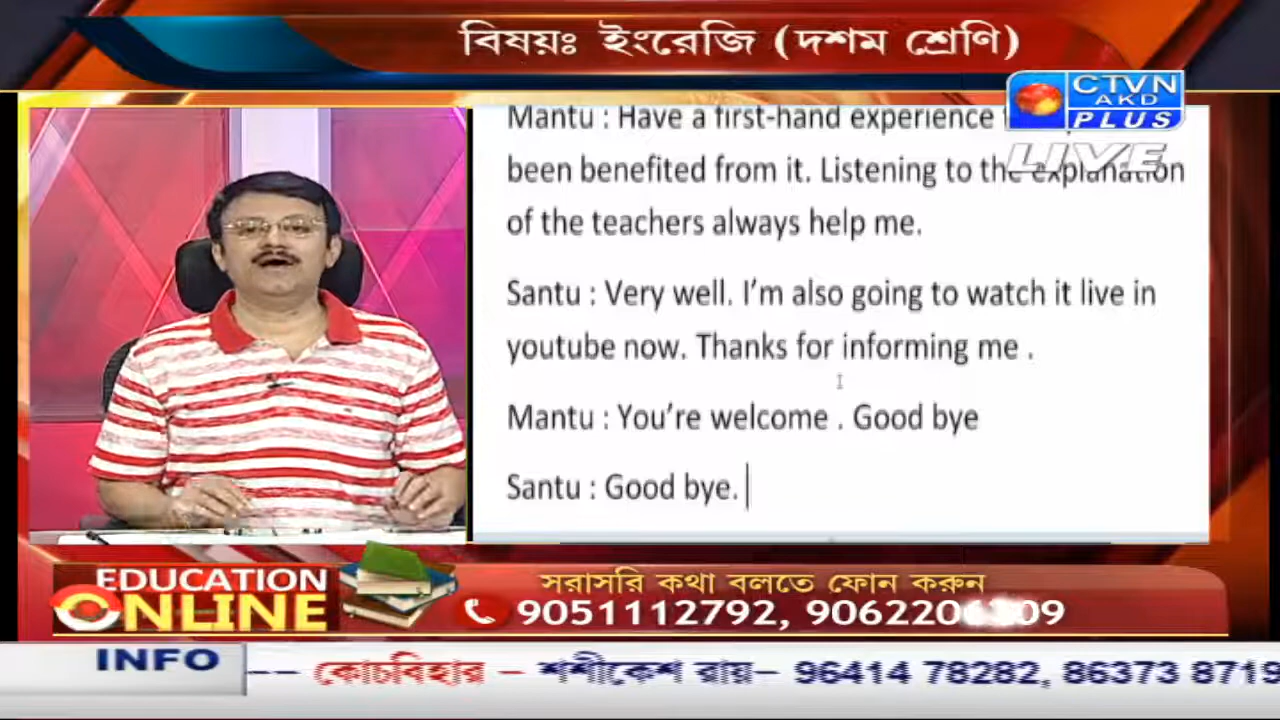 বিষয়ঃ ইংরেজি (দশম শ্রেণি)
CTVN
AKD
PLUS
LIVE
Mantu : Have a first-hand experience
been benefited from it. Listening to the explanation
of the teachers always help me.
Santu : Very well. I'm also going to watch it live in
youtube now. Thanks for informing me .
Mantu : You're welcome . Good bye
Santu : Good bye.
EDUCATION
ONLINE
সরাসরি কথা বলতে ফোন করুন
9051112792,
INFO
-- কোচবিহার – শশীকেশ রায়– 96414 78282, 86373 8719